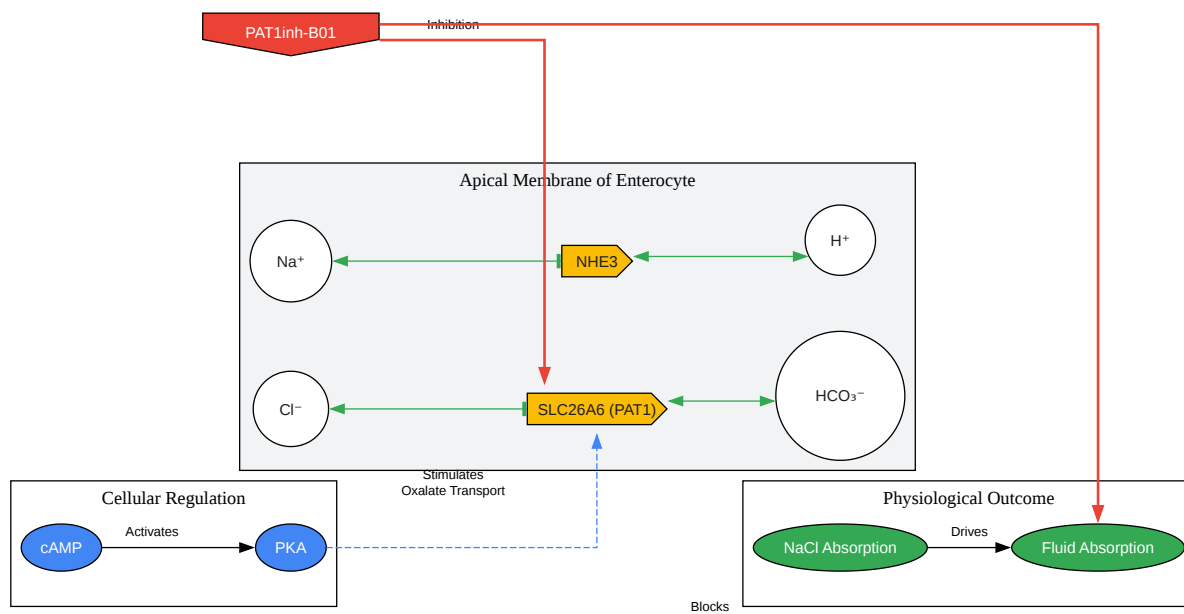 PAT1inh-B01
Inhibition
Apical Membrane of Enterocyte
Na⁺
NHE3
H⁺
Cl⁻
SLC26A6 (PAT1)
HCO₃⁻
Stimulates
Oxalate Transport
Cellular Regulation
cAMP
Activates
PKA
Physiological Outcome
NaCl Absorption
Drives
Fluid Absorption
Blocks